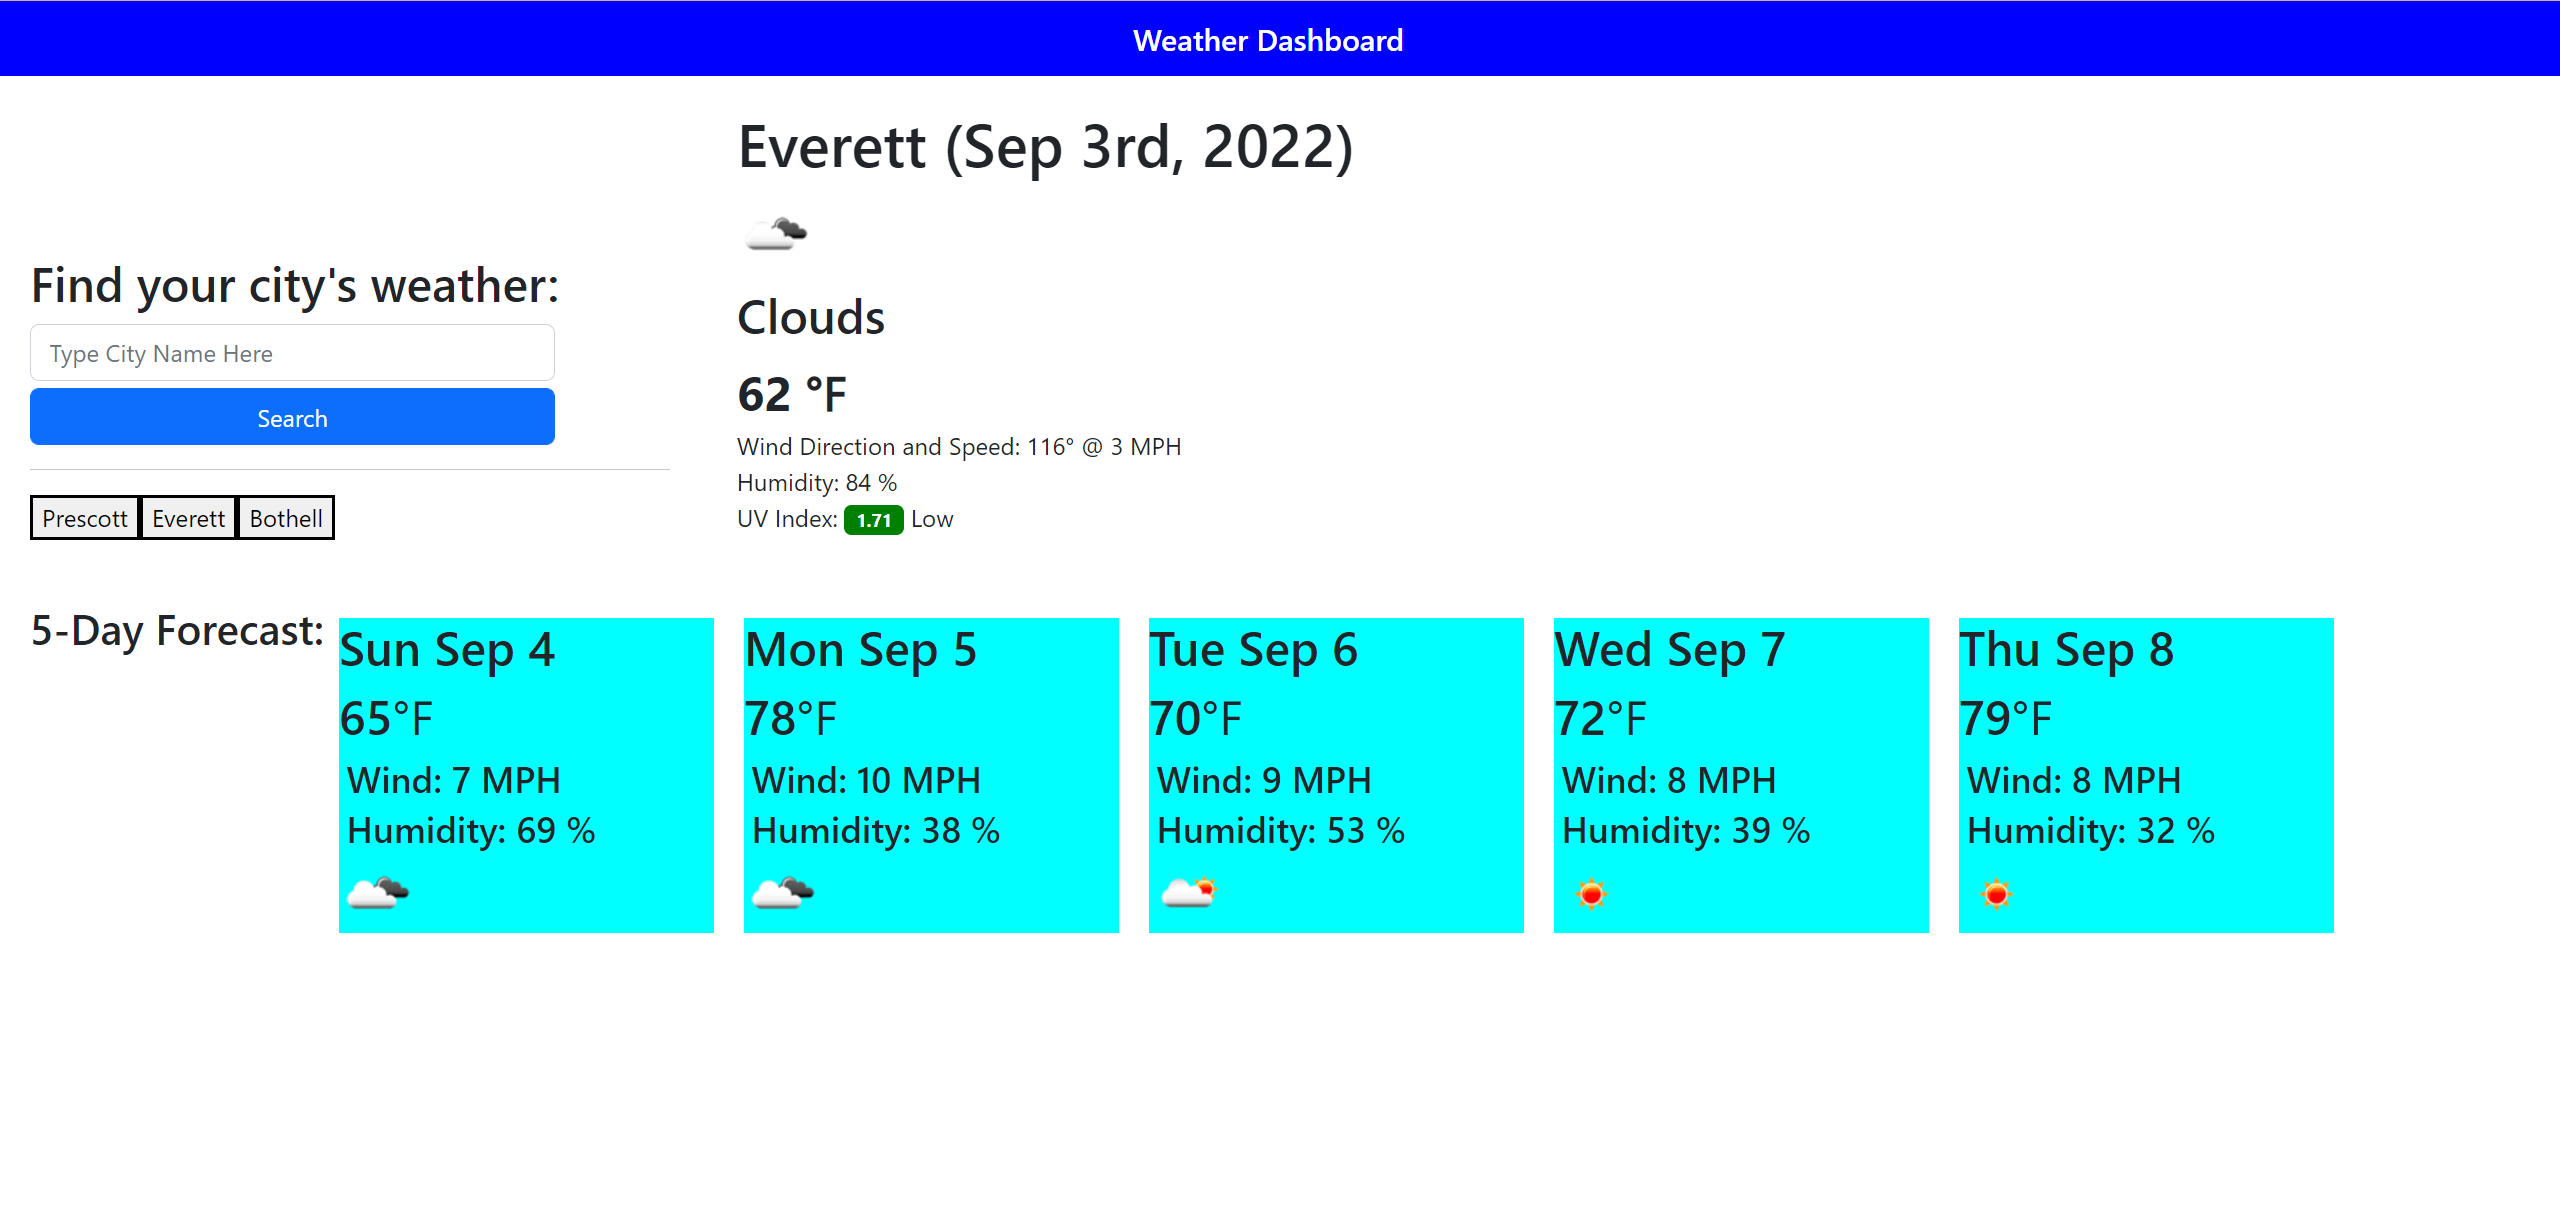 Weather Dashboard
Find your city's weather:
Type City Name Here
Search
Prescott Everett Bothell
Everett (Sep 3rd, 2022)
Clouds
62 °F
Wind Direction and Speed: 116° @ 3 MPH
Humidity: 84 %
UV Index: 1.71 Low
5-Day Forecast:
Sun Sep 4
65°F
Wind: 7 MPH
Humidity: 69 %
Mon Sep 5
78°F
Wind: 10 MPH
Humidity: 38 %
Tue Sep 6
70°F
Wind: 9 MPH
Humidity: 53 %
Wed Sep 7
72°F
Wind: 8 MPH
Humidity: 39 %
Thu Sep 8
79°F
Wind: 8 MPH
Humidity: 32 %